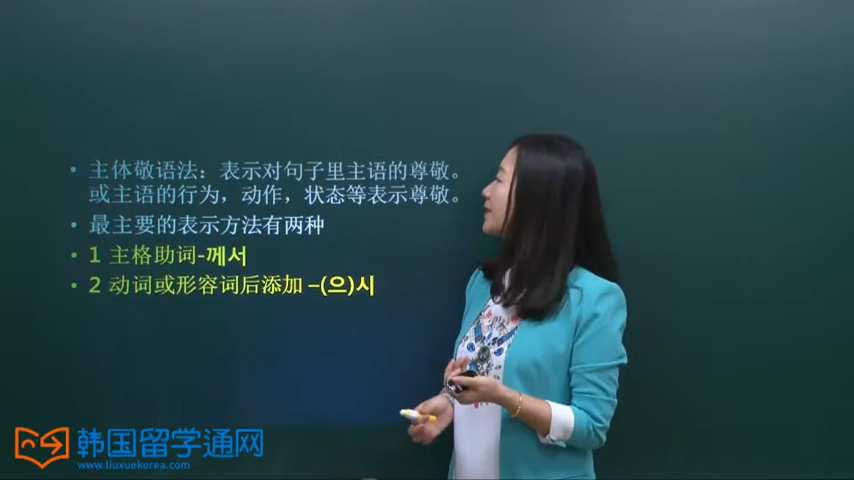 • 主体敬语法：表示对句子里主语的尊敬。
或主语的行为，动作，状态等表示尊敬。
• 最主要的表示方法有两种
• 1 主格助词-께서
• 2 动词或形容词后添加 –(으)시
韩国留学通网
www.liuxuekorea.com